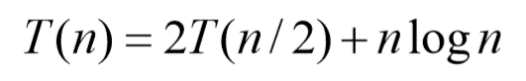 T(n) = 2T(n/2) + n log n